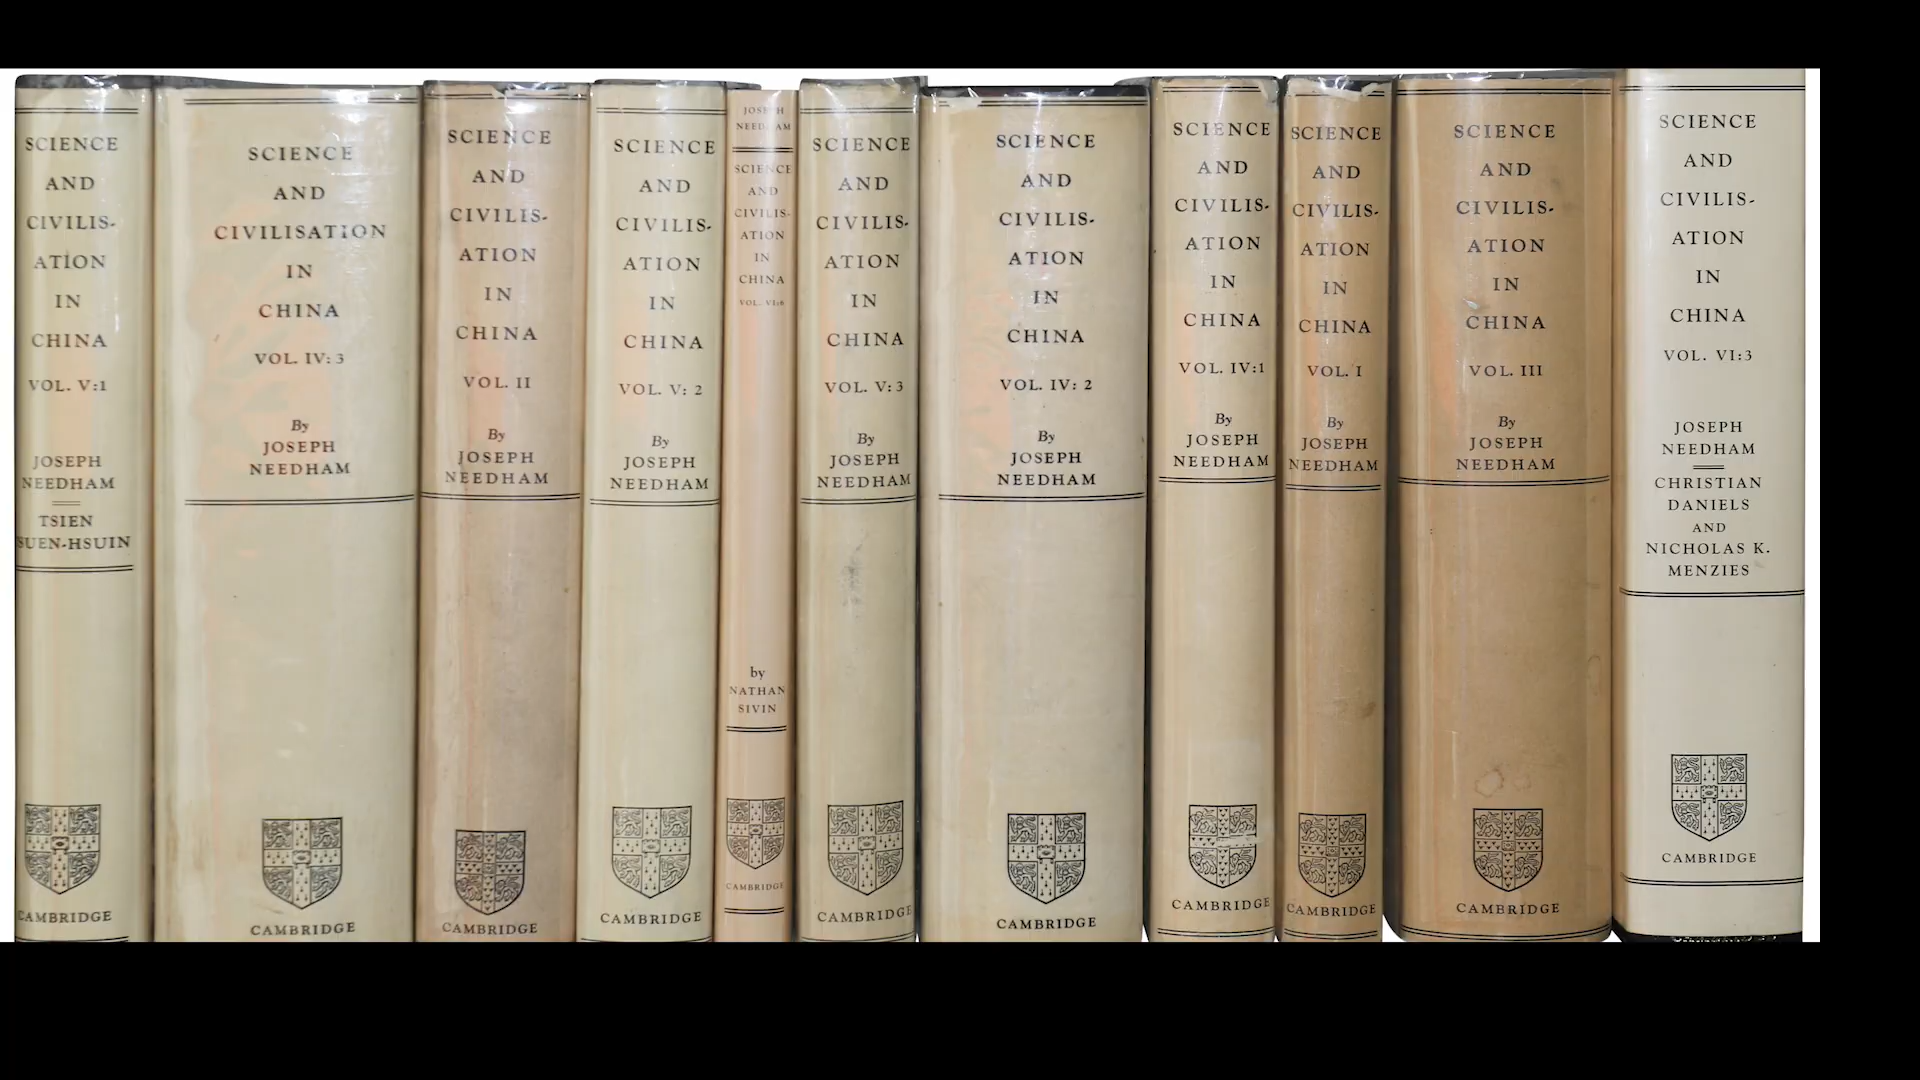 SCIENCE
AND
CIVILIS-
ATION
IN
CHINA
VOL. V:1
JOSEPH
NEEDHAM
TSIEN
SUEN-HSUIN
CAMBRIDGE
SCIENCE
AND
CIVILISATION
IN
CHINA
VOL. IV: 3
By
JOSEPH
NEEDHAM
CAMBRIDGE
SCIENCE
AND
CIVILIS-
ATION
IN
CHINA
VOL. II
By
JOSEPH
NEEDHAM
CAMBRIDGE
SCIENCE
AND
CIVILIS-
ATION
IN
CHINA
VOL. V: 2
By
JOSEPH
NEEDHAM
CAMBRIDGE
JOSEPH
NEEDHAM
SCIENCE
AND
CIVILIS-
ATION
IN
CHINA
VOL. VI:6
by
NATHAN
SIVIN
CAMBRIDGE
SCIENCE
AND
CIVILIS-
ATION
IN
CHINA
VOL. V: 3
By
JOSEPH
NEEDHAM
CAMBRIDGE
SCIENCE
AND
CIVILIS-
ATION
IN
CHINA
VOL. IV: 2
By
JOSEPH
NEEDHAM
CAMBRIDGE
SCIENCE
AND
CIVILIS-
ATION
IN
CHINA
VOL. IV:1
By
JOSEPH
NEEDHAM
CAMBRIDGE
SCIENCE
AND
CIVILIS-
ATION
IN
CHINA
VOL. I
By
JOSEPH
NEEDHAM
CAMBRIDGE
SCIENCE
AND
CIVILIS-
ATION
IN
CHINA
VOL. III
By
JOSEPH
NEEDHAM
CAMBRIDGE
SCIENCE
AND
CIVILIS-
ATION
IN
CHINA
VOL. VI:3
JOSEPH
NEEDHAM
CHRISTIAN
DANIELS
AND
NICHOLAS K.
MENZIES
CAMBRIDGE